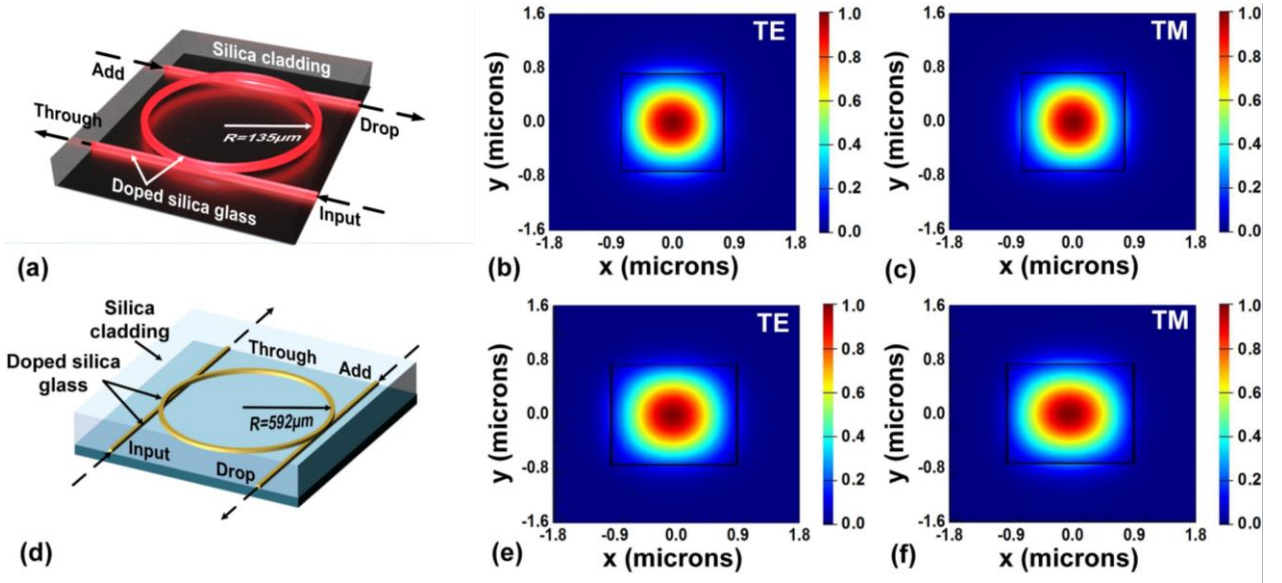 Silica cladding
Add
Through
R=135μm
Drop
Doped silica glass
Input
(a)
TE
1.6
0.8
0.0
-0.8
-1.6
y (microns)
-1.8
-0.9
0.0
0.9
1.8
x (microns)
1.0
0.8
0.6
0.4
0.2
0.0
(b)
TM
1.6
0.8
0.0
-0.8
-1.6
y (microns)
-1.8
-0.9
0.0
0.9
1.8
x (microns)
1.0
0.8
0.6
0.4
0.2
0.0
(c)
Silica
cladding
Doped silica
glass
Through
Add
R=592μm
Input
Drop
(d)
TE
1.6
0.8
0.0
-0.8
-1.6
y (microns)
-1.8
-0.9
0.0
0.9
1.8
x (microns)
1.0
0.8
0.6
0.4
0.2
0.0
(e)
TM
1.6
0.8
0.0
-0.8
-1.6
y (microns)
-1.8
-0.9
0.0
0.9
1.8
x (microns)
1.0
0.8
0.6
0.4
0.2
0.0
(f)